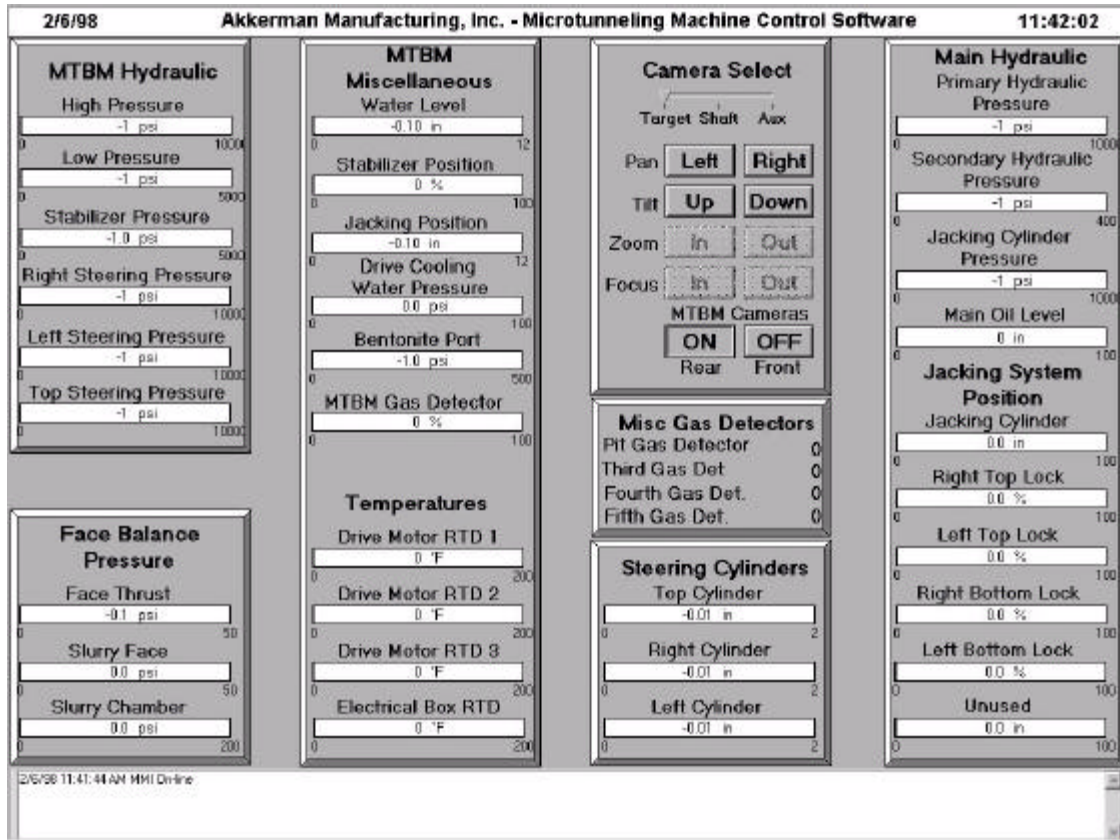 2/6/98 Akkerman Manufacturing, Inc. - Microtunneling Machine Control Software 11:42:02
MTBM Hydraulic
High Pressure
-1 psi
0 10000
Low Pressure
-1 psi
0 5000
Stabilizer Pressure
-1.0 psi
0 5000
Right Steering Pressure
-1 psi
0 10000
Left Steering Pressure
-1 psi
0 10000
Top Steering Pressure
-1 psi
0 10000
Face Balance
Pressure
Face Thrust
-0.1 psi
0 50
Slurry Face
0.0 psi
0 50
Slurry Chamber
0.0 psi
0 200
MTBM
Miscellaneous
Water Level
-0.10 in
0 12
Stabilizer Position
0 %
0 100
Jacking Position
-0.10 in
0 12
Drive Cooling
Water Pressure
0.0 psi
0 100
Bentonite Port
-1.0 psi
0 500
MTBM Gas Detector
0 %
0 100
Temperatures
Drive Motor RTD 1
0 °F
0 200
Drive Motor RTD 2
0 °F
0 200
Drive Motor RTD 3
0 °F
0 200
Electrical Box RTD
0 °F
0 200
Camera Select
Target Shaft Aux
Pan Left Right
Tilt Up Down
Zoom In Out
Focus In Out
MTBM Cameras
ON OFF
Rear Front
Misc Gas Detectors
Pit Gas Detector 0
Third Gas Det 0
Fourth Gas Det. 0
Fifth Gas Det. 0
Steering Cylinders
Top Cylinder
-0.01 in
0 2
Right Cylinder
-0.01 in
0 2
Left Cylinder
-0.01 in
0 2
Main Hydraulic
Primary Hydraulic
Pressure
-1 psi
0
Secondary Hydraulic
Pressure
-1 psi
0 400
Jacking Cylinder
Pressure
-1 psi
0
Main Oil Level
0 in
0 100
Jacking System
Position
Jacking Cylinder
0.0 in
0 100
Right Top Lock
0.0 %
0 100
Left Top Lock
0.0 %
0 100
Right Bottom Lock
0.0 %
0 100
Left Bottom Lock
0.0 %
0 100
Unused
0.0 in
0 100
2/6/98 11:41:44 AM MMI On-line